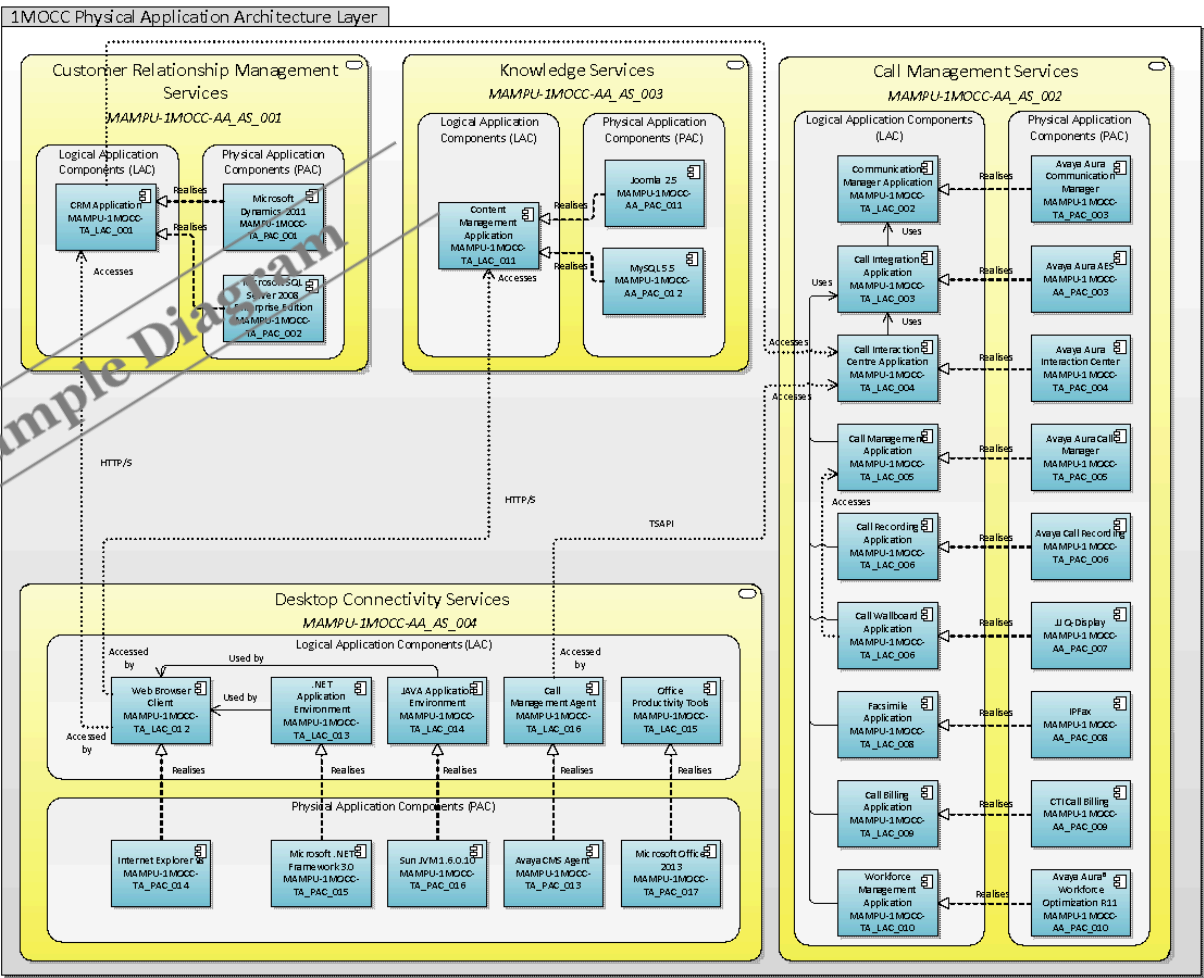 1MOCC Physical Application Architecture Layer
Customer Relationship Management
Services
MAMPU-1MOCC-AA_AS_001
Logical Application
Components (LAC)
Physical Application
Components (PAC)
CRM Application
MAMPU-1MOCC-
TA_LAC_001
Realises
Realises
Microsoft
Dynamics 2011
MAMPU-1MOCC-
TA_PAC_001
Microsoft SQL
Server 2008
Enterprise Edition
MAMPU-1MOCC-
TA_PAC_002
Accesses
HTTP/S
ample Diagram
Knowledge Services
MAMPU-1MOCC-AA_AS_003
Logical Application
Components (LAC)
Physical Application
Components (PAC)
Content
Management
Application
MAMPU-1MOCC-
TA_LAC_011
Realises
Realises
Joomla 2.5
MAMPU-1MOCC-
AA_PAC_011
MySQL 5.5
MAMPU-1MOCC-
AA_PAC_012
Accesses
HTTP/S
TSAPI
Accesses
Accesses
Call Management Services
MAMPU-1MOCC-AA_AS_002
Logical Application Components
(LAC)
Physical Application
Components (PAC)
Communication
Manager Application
MAMPU-1MOCC-
TA_LAC_002
Realises
Avaya Aura
Communication
Manager
MAMPU-1MOCC-
TA_PAC_003
Uses
Call Integration
Application
MAMPU-1MOCC-
TA_LAC_003
Realises
Avaya Aura AES
MAMPU-1MOCC-
AA_PAC_003
Uses
Uses
Call Interaction
Centre Application
MAMPU-1MOCC-
TA_LAC_004
Realises
Avaya Aura
Interaction Center
MAMPU-1MOCC-
TA_PAC_004
Call Management
Application
MAMPU-1MOCC-
TA_LAC_005
Realises
Avaya Aura Call
Manager
MAMPU-1MOCC-
TA_PAC_005
Accesses
Call Recording
Application
MAMPU-1MOCC-
TA_LAC_006
Realises
Avaya Call Recording
MAMPU-1MOCC-
TA_PAC_006
Call Wallboard
Application
MAMPU-1MOCC-
TA_LAC_006
Realises
JJ Q-Display
MAMPU-1MOCC-
AA_PAC_007
Facsimile
Application
MAMPU-1MOCC-
TA_LAC_008
Realises
IPFax
MAMPU-1MOCC-
AA_PAC_008
Call Billing
Application
MAMPU-1MOCC-
TA_LAC_009
Realises
CTI Call Billing
MAMPU-1MOCC-
AA_PAC_009
Workforce
Management
Application
MAMPU-1MOCC-
TA_LAC_010
Realises
Avaya Aura®
Workforce
Optimization R11
MAMPU-1MOCC-
AA_PAC_010
Desktop Connectivity Services
MAMPU-1MOCC-AA_AS_004
Logical Application Components (LAC)
Accessed
by
Used by
Accessed
by
Web Browser
Client
MAMPU-1MOCC-
TA_LAC_012
Used by
.NET
Application
Environment
MAMPU-1MOCC-
TA_LAC_013
JAVA Application
Environment
MAMPU-1MOCC-
TA_LAC_014
Call
Management Agent
MAMPU-1MOCC-
TA_LAC_016
Office
Productivity Tools
MAMPU-1MOCC-
TA_LAC_015
Accessed
by
Realises
Realises
Realises
Realises
Realises
Physical Application Components (PAC)
Internet Explorer
MAMPU-1MOCC-
TA_PAC_014
Microsoft .NET
Framework 3.0
MAMPU-1MOCC-
TA_PAC_015
Sun JVM 1.6.0.10
MAMPU-1MOCC-
TA_PAC_016
Avaya CMS Agent
MAMPU-1MOCC-
TA_PAC_013
Microsoft Office
2013
MAMPU-1MOCC-
TA_PAC_017